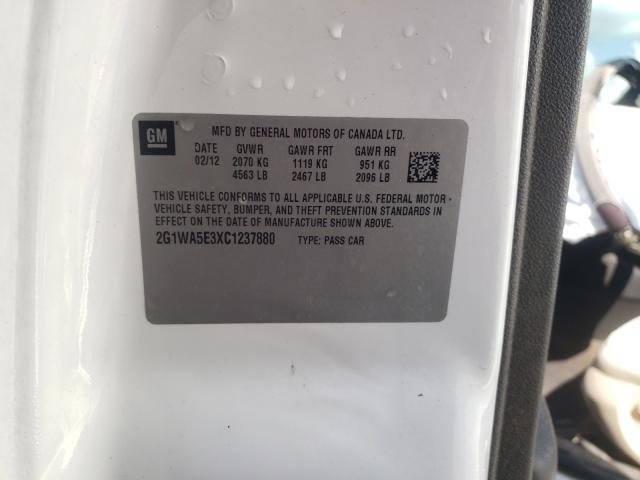 GM
MFD BY GENERAL MOTORS OF CANADA LTD.
DATE GVWR GAWR FRT GAWR RR
02/12 2070 KG 1119 KG 951 KG
4563 LB 2467 LB 2096 LB
THIS VEHICLE CONFORMS TO ALL APPLICABLE U.S. FEDERAL MOTOR
VEHICLE SAFETY, BUMPER, AND THEFT PREVENTION STANDARDS IN
EFFECT ON THE DATE OF MANUFACTURE SHOWN ABOVE.
2G1WA5E3XC1237880 TYPE: PASS CAR